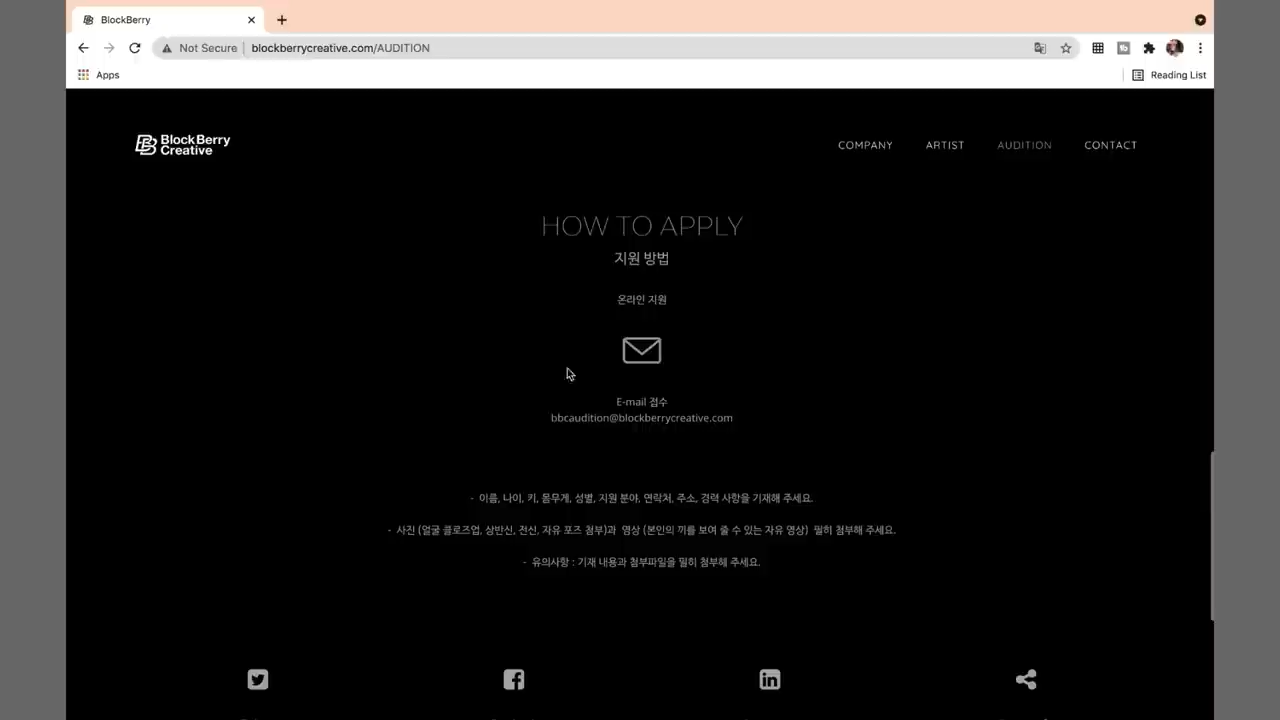 BlockBerry
Not Secure
blockberrycreative.com/AUDITION
Apps
Reading List
BlockBerry
Creative
COMPANY
ARTIST
AUDITION
CONTACT
HOW TO APPLY
지원 방법
온라인 지원
E-mail 접수
bbcaudition@blockberrycreative.com
- 이름, 나이, 키, 몸무게, 성별, 지원 분야, 연락처, 주소, 경력 사항을 기재해 주세요.
- 사진 (얼굴 클로즈업, 상반신, 전신, 자유 포즈 첨부)과 영상 (본인의 끼를 보여 줄 수 있는 자유 영상) 필히 첨부해 주세요.
- 유의사항 : 기재 내용과 첨부파일을 필히 첨부해 주세요.